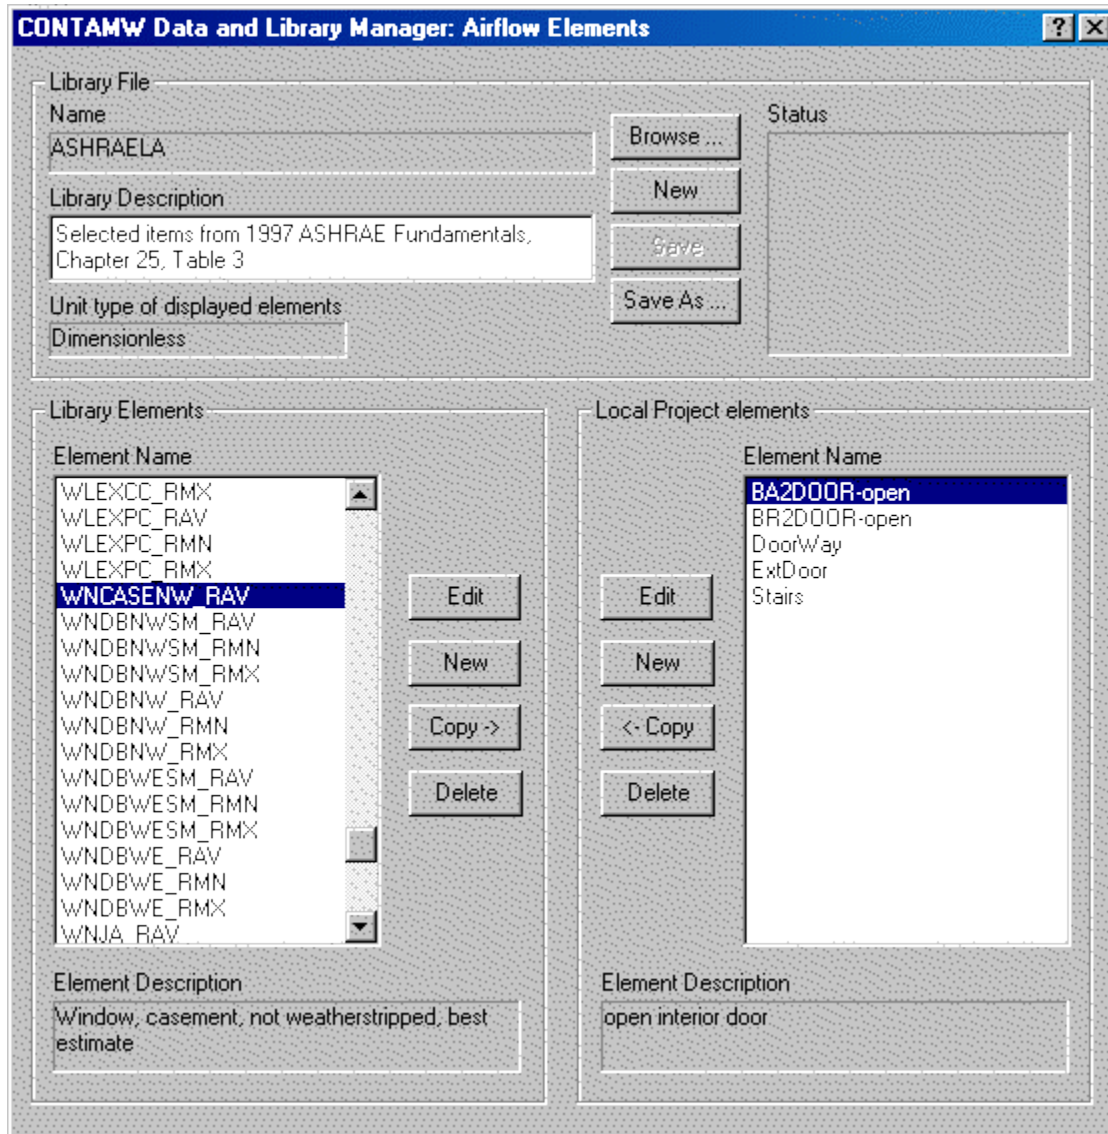 CONTAMW Data and Library Manager: Airflow Elements
Library File
Name
ASHRAELA
Library Description
Selected items from 1997 ASHRAE Fundamentals,
Chapter 25, Table 3
Unit type of displayed elements
Dimensionless
Browse ...
New
Save
Save As ...
Status
Library Elements
Element Name
WLEXCC_RMX
WLEXPC_RAV
WLEXPC_RMN
WLEXPC_RMX
WNCASENW_RAV
WNDBNWSM_RAV
WNDBNWSM_RMN
WNDBNWSM_RMX
WNDBNW_RAV
WNDBNW_RMN
WNDBNW_RMX
WNDBWESM_RAV
WNDBWESM_RMN
WNDBWESM_RMX
WNDBWE_RAV
WNDBWE_RMN
WNDBWE_RMX
WNJA_RAV
Edit
New
Copy ->
Delete
Element Description
Window, casement, not weatherstripped, best
estimate
Local Project elements
Element Name
Edit
New
<- Copy
Delete
BA2DOOR-open
BR2DOOR-open
DoorWay
ExtDoor
Stairs
Element Description
open interior door